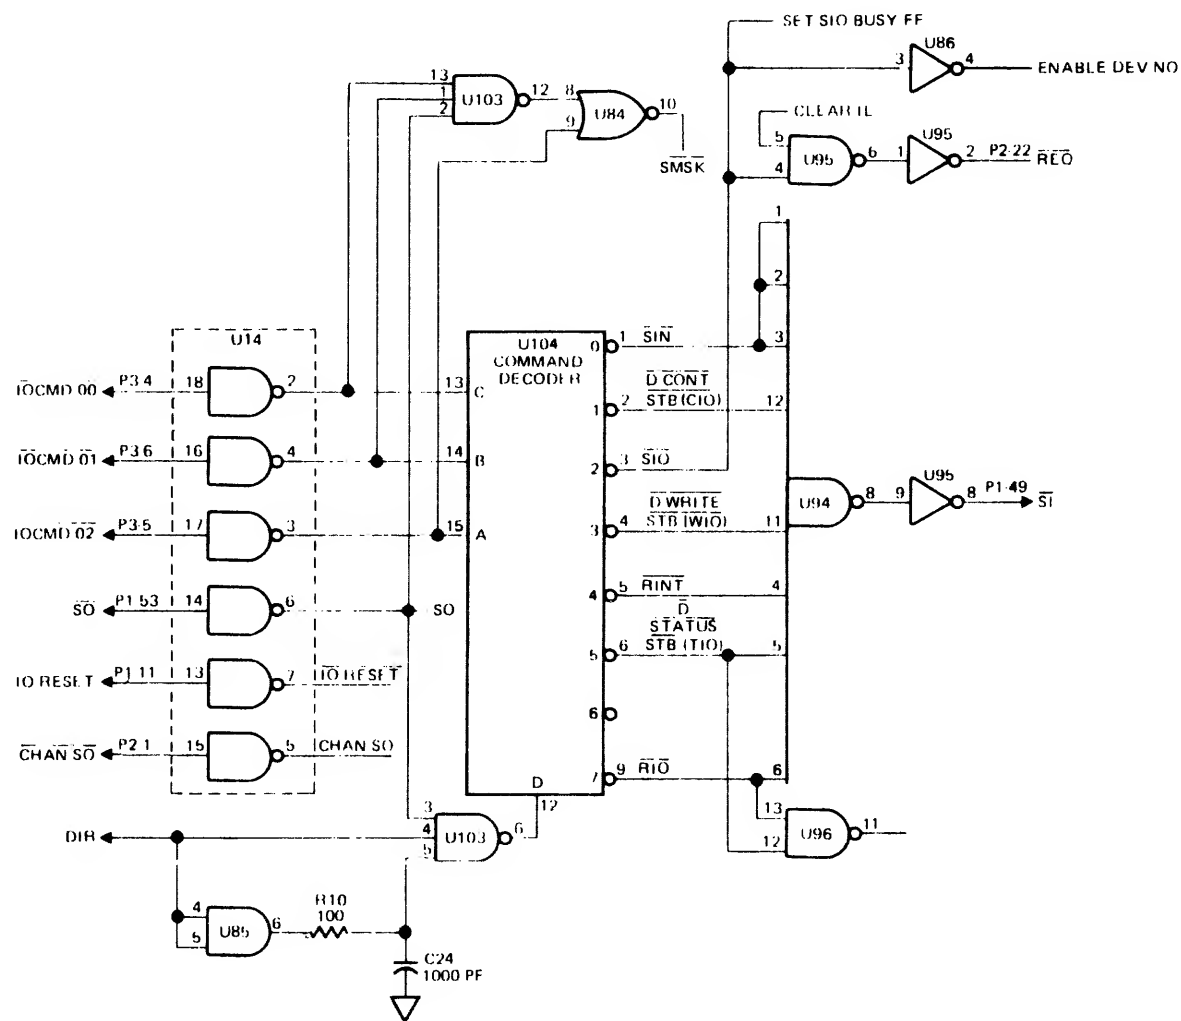 SET SIO BUSY FF
U86
3
4
ENABLE DEV NO
13
1
2
U103
12
8
9
U84
10
SMSK
CLEAR IL
5
4
U95
6
1
U95
2
P2-22
REQ
1
2
3
U14
IOCMD 00
P3 4
18
2
IOCMD 01
P3 6
16
4
IOCMD 02
P3-5
17
3
SO
P1 53
14
6
SO
IO RESET
P1 11
13
7
IO RESET
CHAN SO
P2 1
15
5
CHAN SO
U104
COMMAND
DECODER
13
C
14
B
15
A
0
1
SIN
D CONT
1
2
STB (CIO)
12
2
3
SIO
D WRITE
3
4
STB (WIO)
11
4
5
RINT
4
D
STATUS
5
6
STB (TIO)
5
6
7
9
RIO
6
D
12
U94
8
9
U95
8
P1-49
SI
13
12
U96
11
DIR
3
4
5
U103
6
4
5
U85
6
R10
100
C24
1000 PF